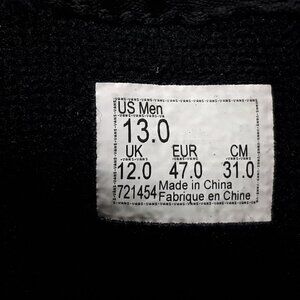 US Men
13.0
UK EUR CM
12.0 47.0 31.0
721454 Made in China
Fabrique en Chine